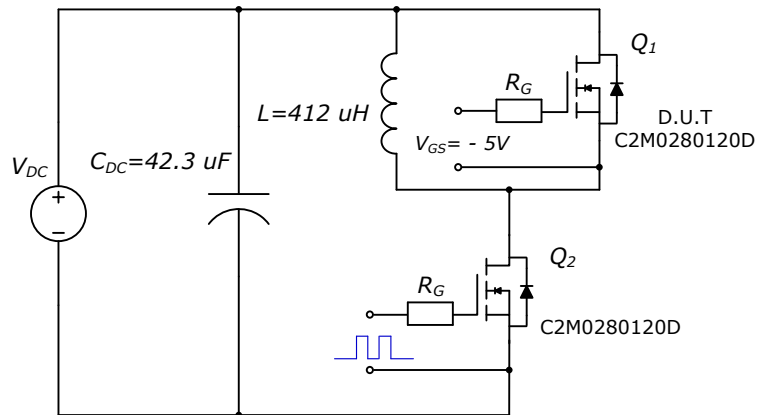 Q1
RG
L=412 uH
D.U.T
C2M0280120D
VGS= - 5V
CDC=42.3 uF
VDC
+
−
Q2
RG
C2M0280120D